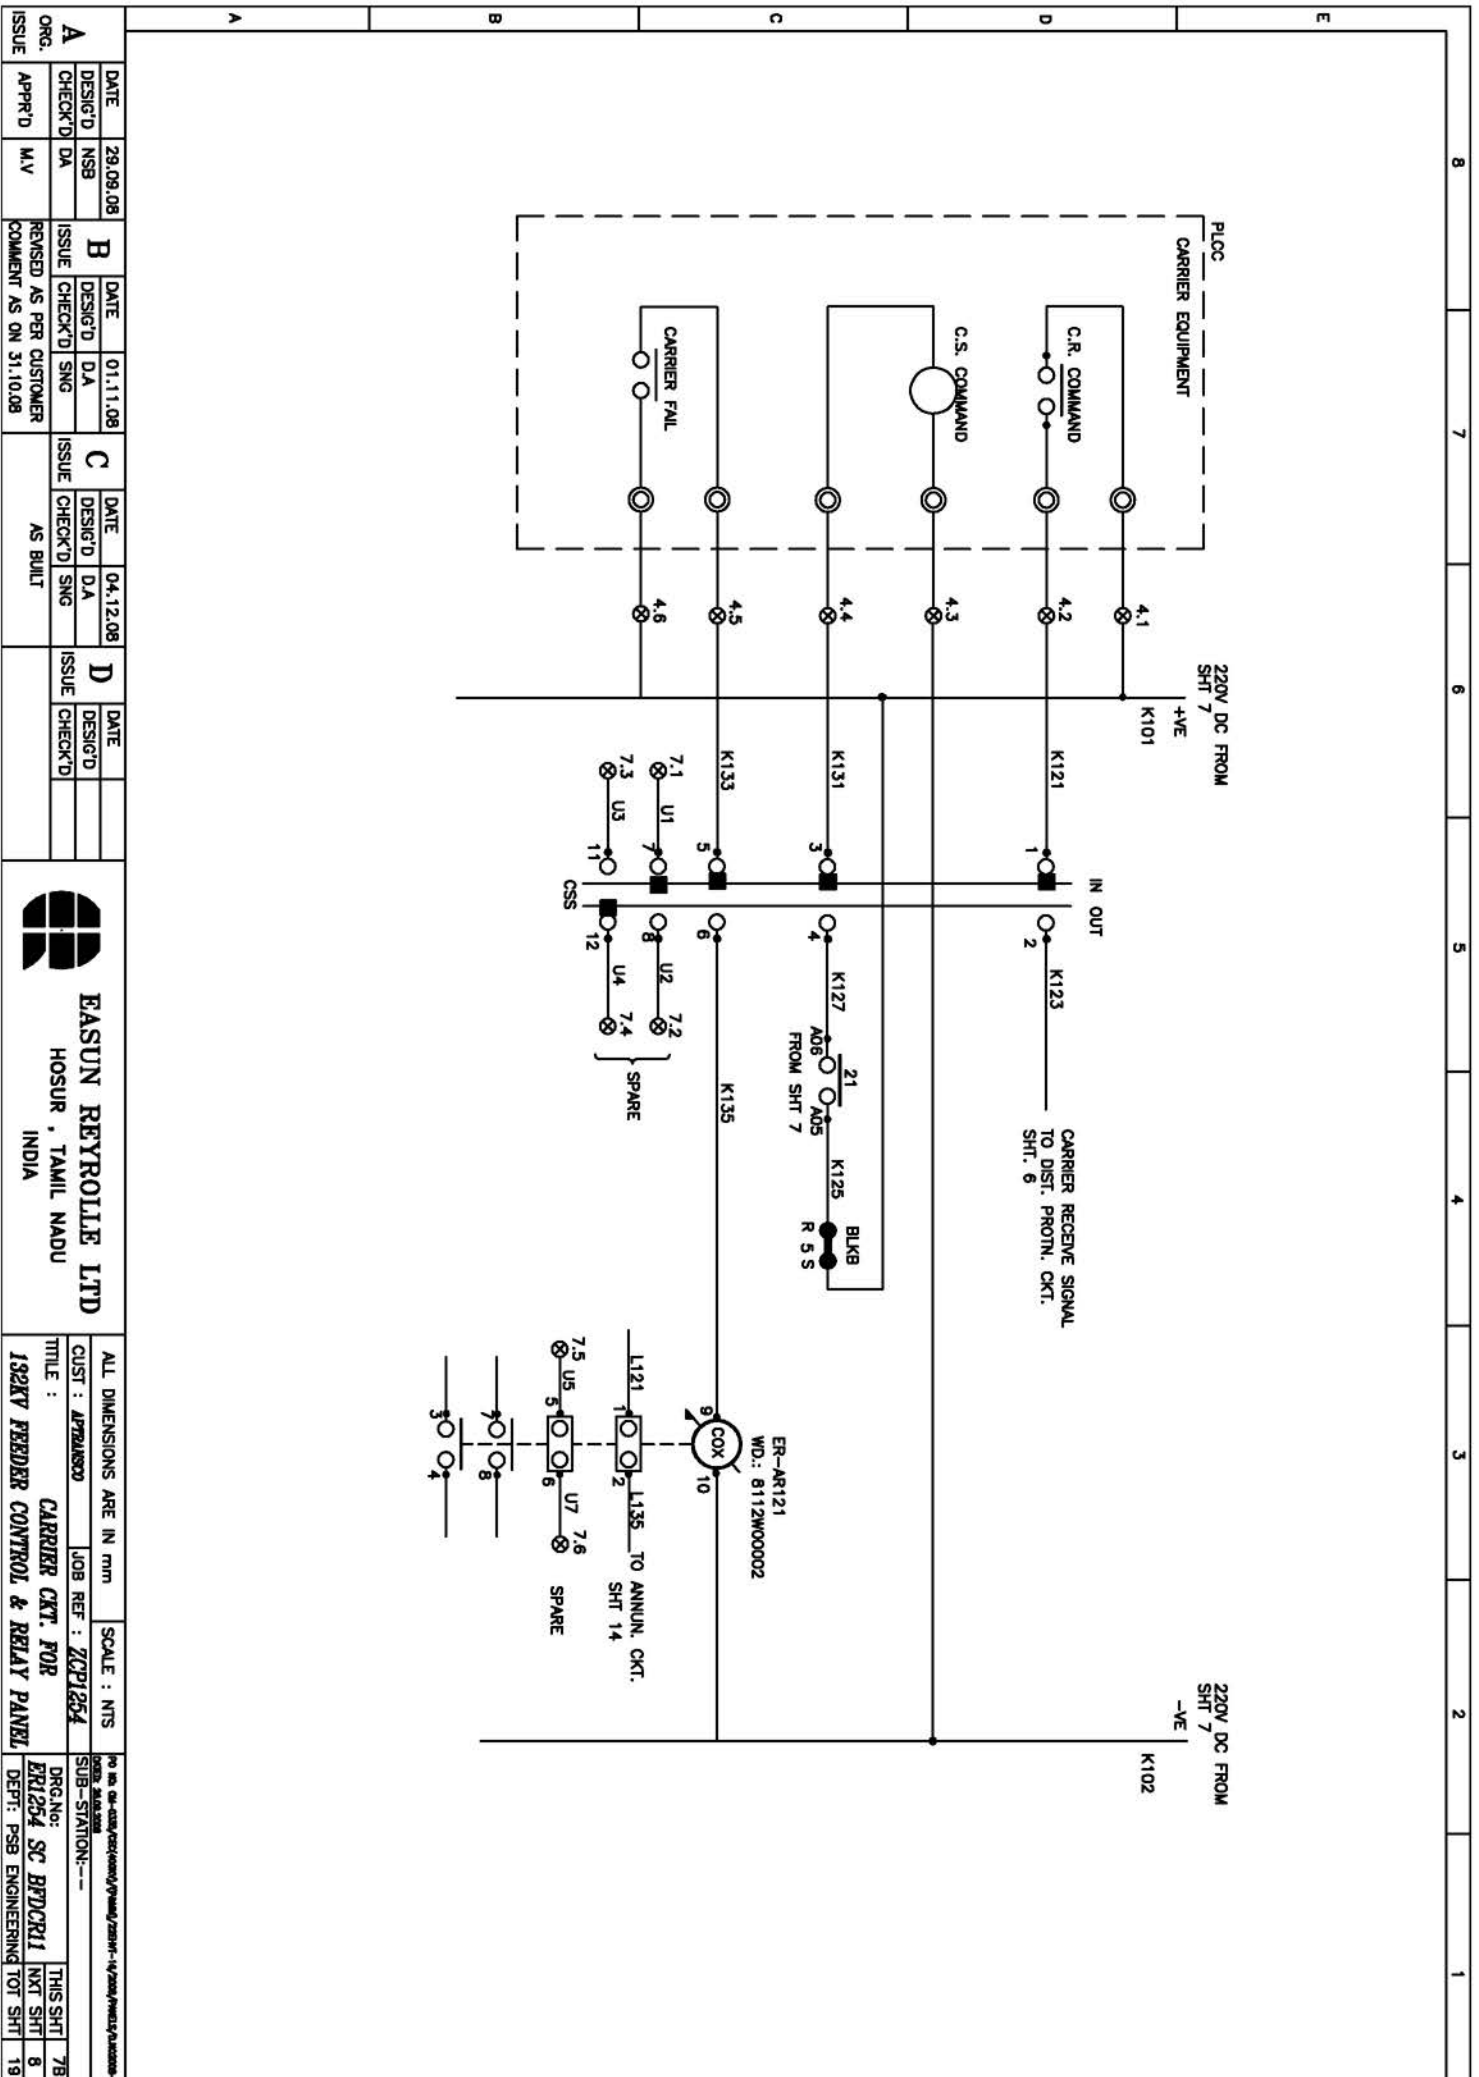 8
7
6
5
4
3
2
1
E
D
C
B
A
PLCC
CARRIER EQUIPMENT
C.R. COMMAND
C.S. COMMAND
CARRIER FAIL
4.1
4.2
4.3
4.4
4.5
4.6
220V DC FROM
SHT 7
+VE
K101
K121
K131
K133
7.1
U1
7.3
U3
IN
OUT
1
2
3
4
5
6
7
8
11
12
CSS
K123
CARRIER RECEIVE SIGNAL
TO DIST. PROTN. CKT.
SHT. 6
K127
21
A06
A05
FROM SHT 7
K125
BLKB
R 5 S
K135
U2
7.2
U4
7.4
SPARE
ER-AR121
WD.: 8112W00002
9
COX
10
L121
1
2
L135
TO ANNUN. CKT.
SHT 14
7.5
U5
5
6
U7
7.6
SPARE
7
8
3
4
220V DC FROM
SHT 7
-VE
K102
A
ORG.
ISSUE
DATE 29.09.08
DESIG'D NSB
CHECK'D DA
APPR'D M.V
B
ISSUE
DATE 01.11.08
DESIG'D D.A
CHECK'D SNG
REVISED AS PER CUSTOMER
COMMENT AS ON 31.10.08
C
ISSUE
DATE 04.12.08
DESIG'D D.A
CHECK'D SNG
AS BUILT
D
ISSUE
DATE
DESIG'D
CHECK'D
EASUN REYROLLE LTD
HOSUR , TAMIL NADU
INDIA
ALL DIMENSIONS ARE IN mm
SCALE : NTS
CUST : APTRANSCO
JOB REF : ZCP1254
TITILE :
CARRIER CKT. FOR
132KV FEEDER CONTROL & RELAY PANEL
SUB-STATION:--
DRG.No:
ER1254 SC BFDCR11
DEPT: PSB ENGINEERING
THIS SHT 7B
NXT SHT 8
TOT SHT 19